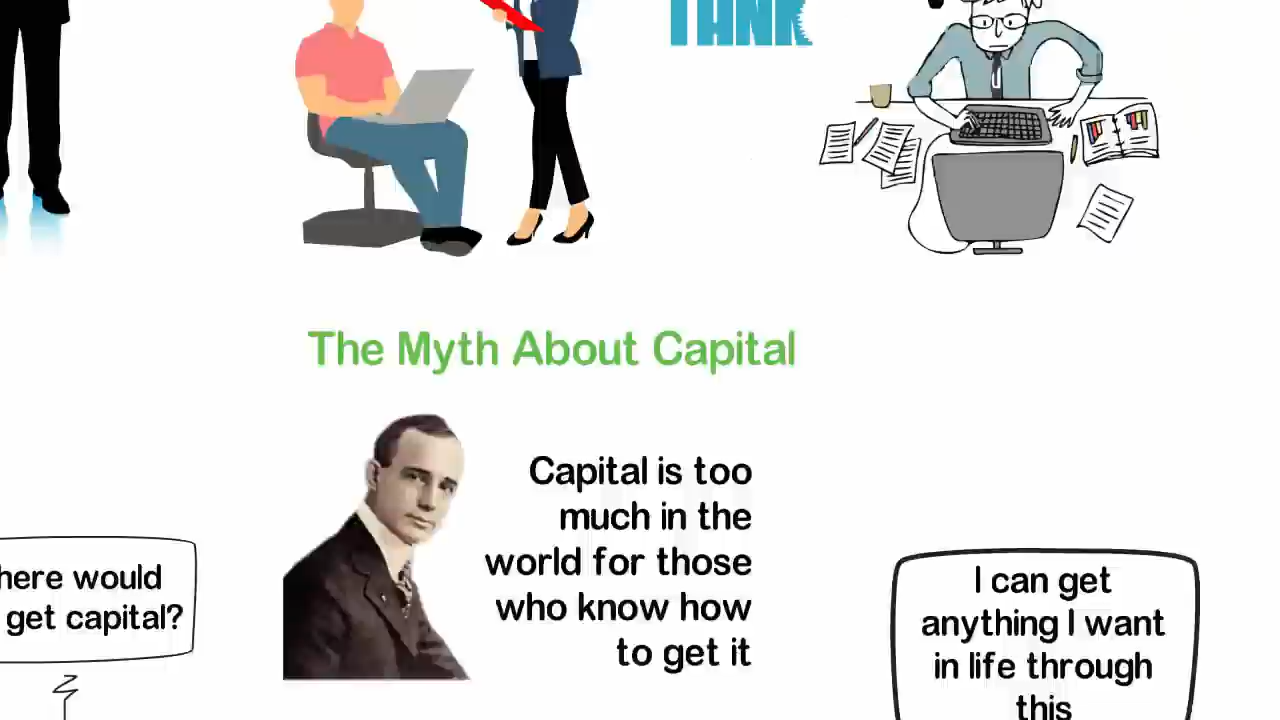 TANK
The Myth About Capital
Capital is too
much in the
world for those
who know how
to get it
here would
get capital?
I can get
anything I want
in life through
this